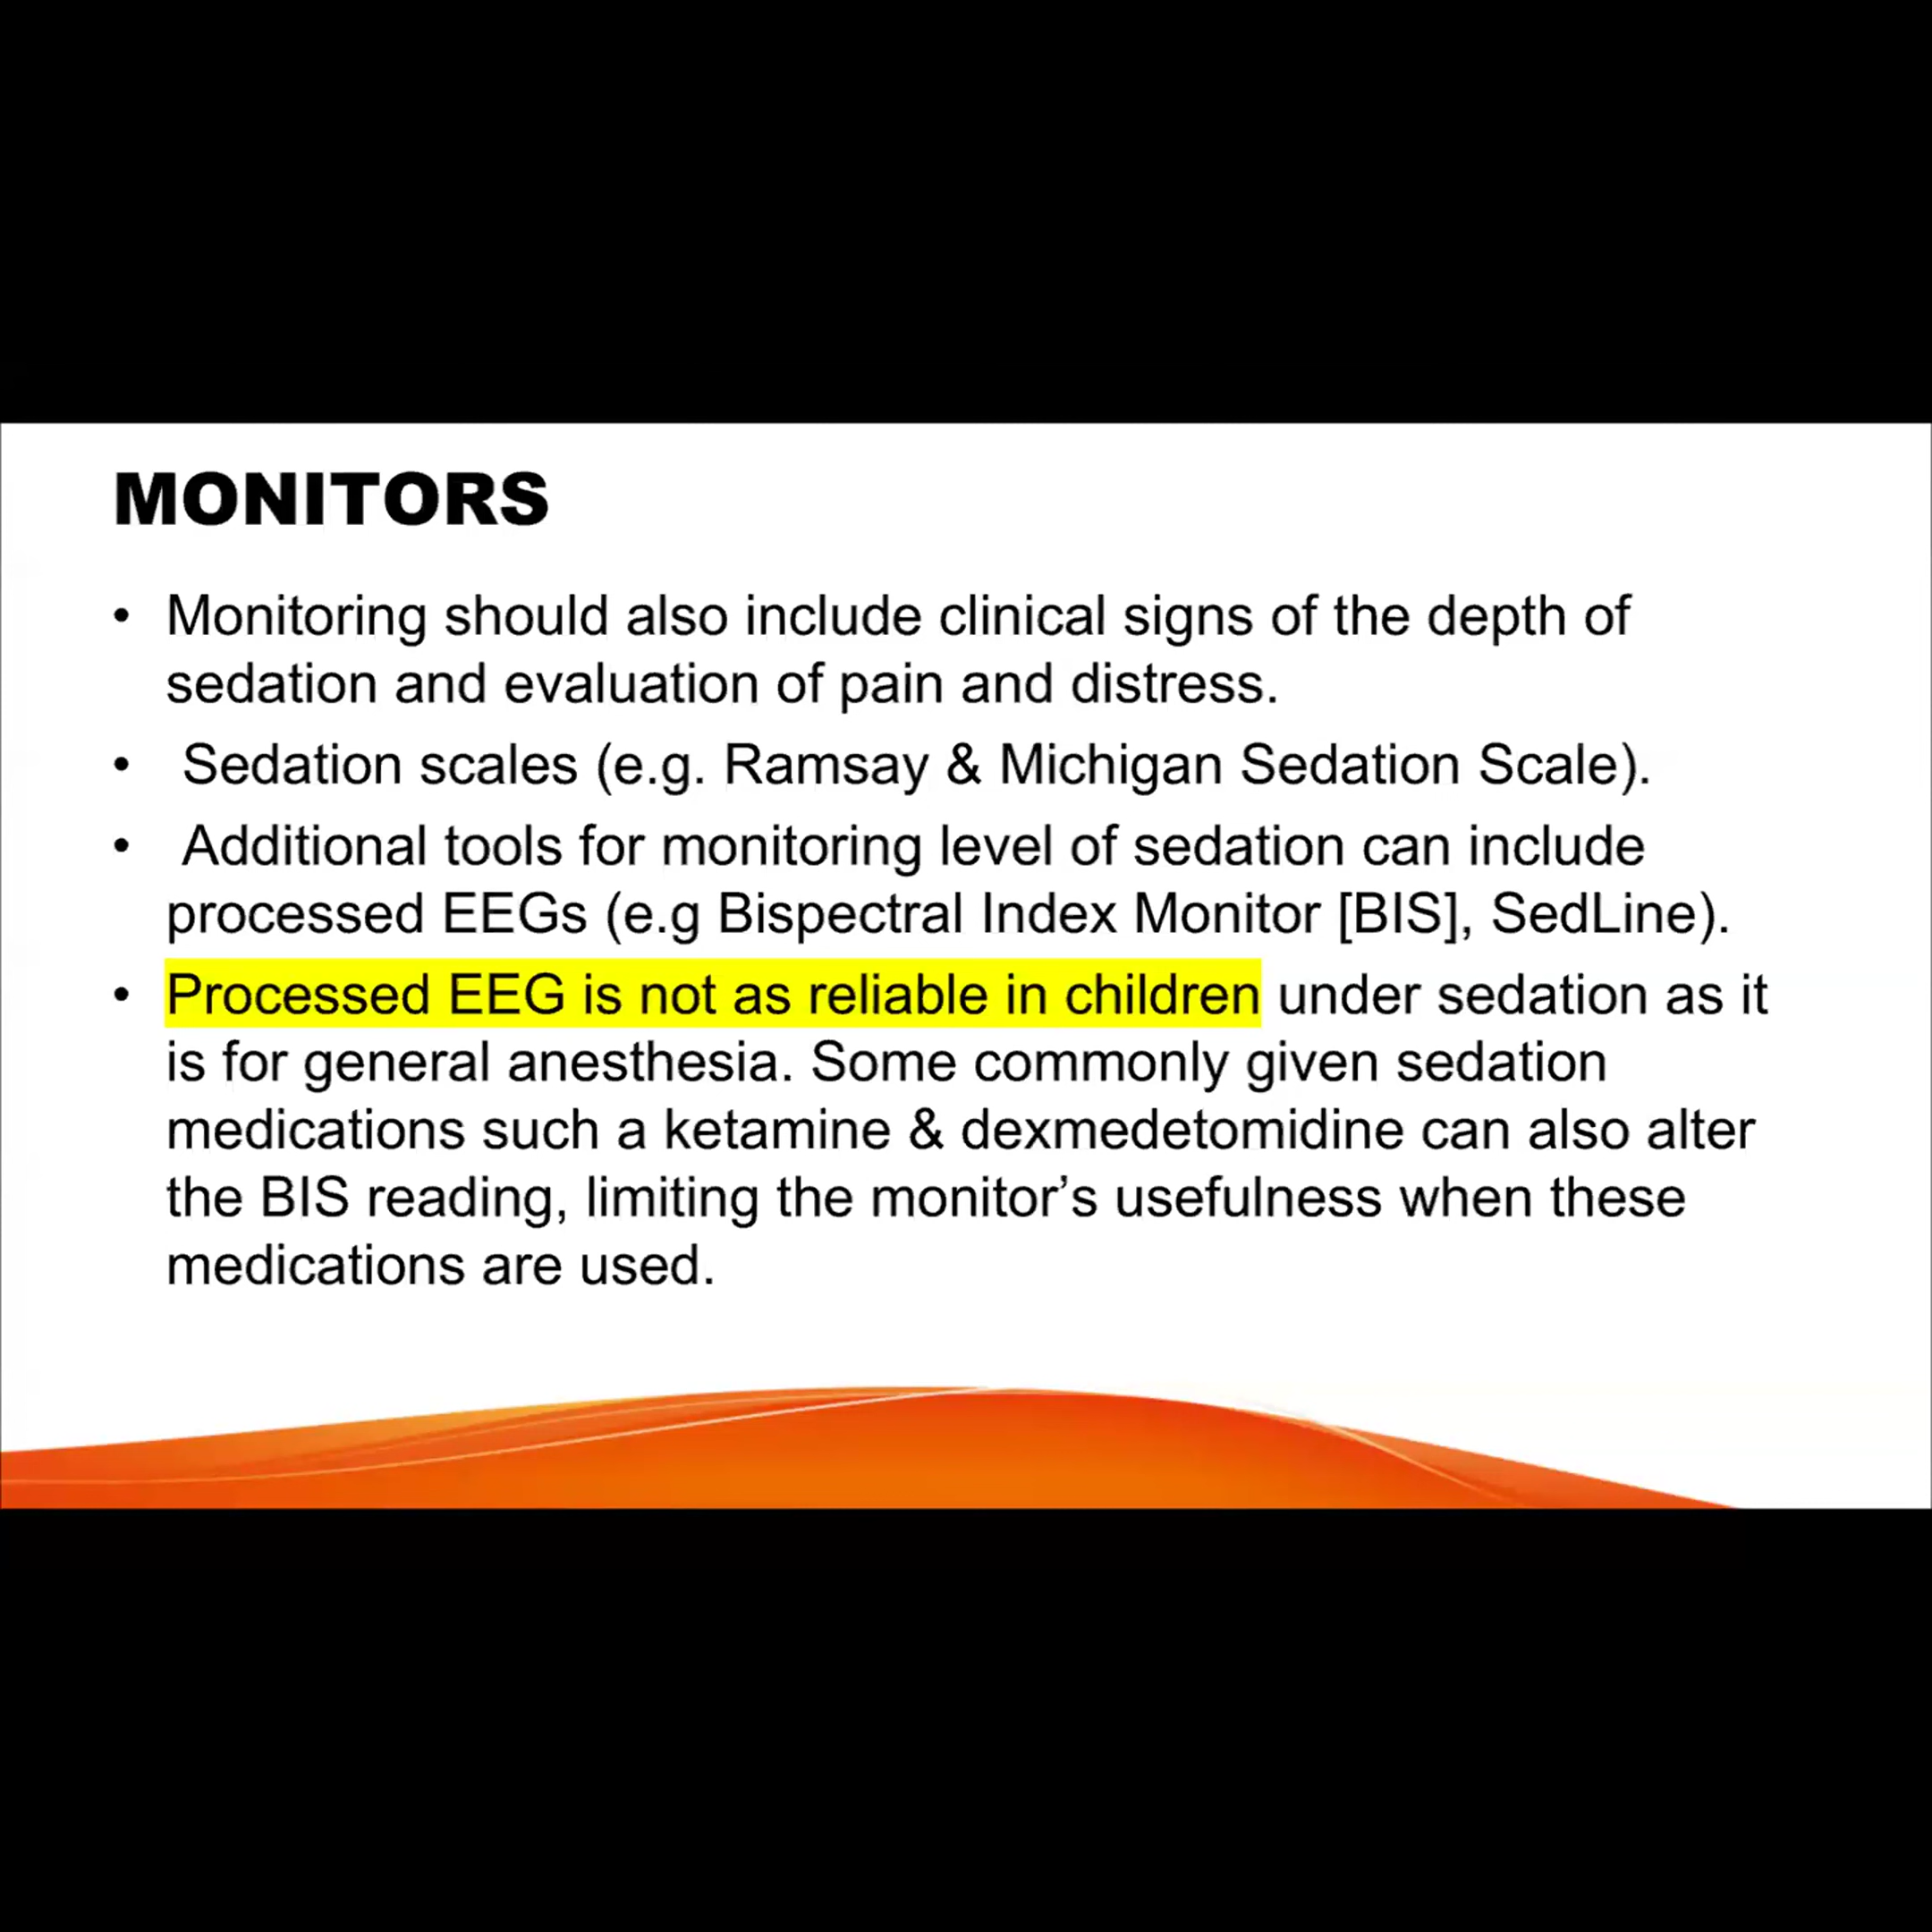 MONITORS
• Monitoring should also include clinical signs of the depth of
sedation and evaluation of pain and distress.
• Sedation scales (e.g. Ramsay & Michigan Sedation Scale).
• Additional tools for monitoring level of sedation can include
processed EEGs (e.g Bispectral Index Monitor [BIS], SedLine).
• Processed EEG is not as reliable in children under sedation as it
is for general anesthesia. Some commonly given sedation
medications such a ketamine & dexmedetomidine can also alter
the BIS reading, limiting the monitor’s usefulness when these
medications are used.